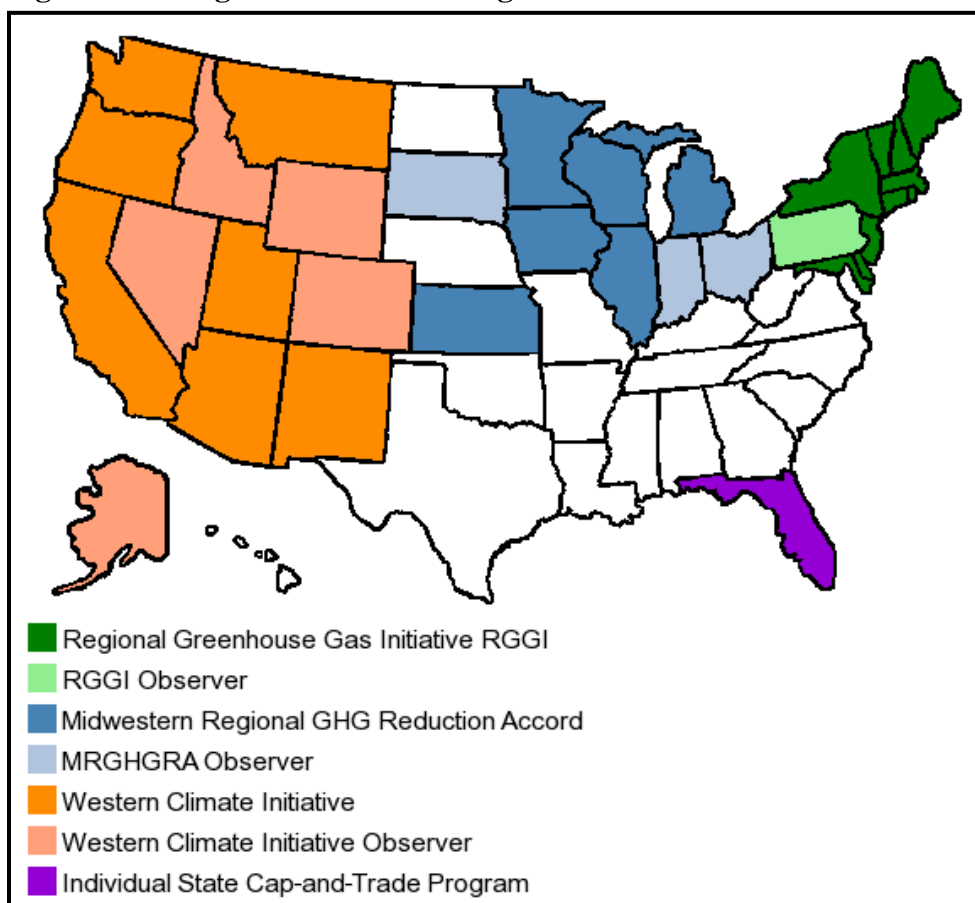 Regional Greenhouse Gas Initiative RGGI
RGGI Observer
Midwestern Regional GHG Reduction Accord
MRGHGRA Observer
Western Climate Initiative
Western Climate Initiative Observer
Individual State Cap-and-Trade Program